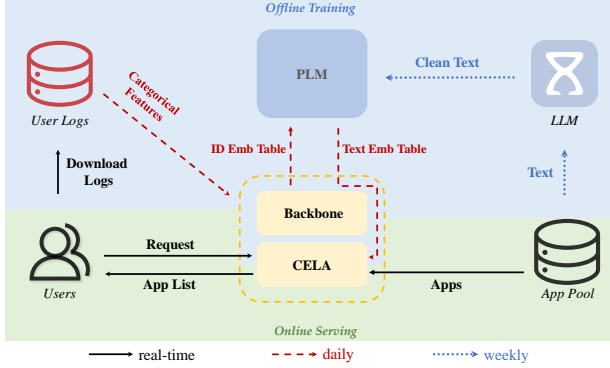 Offline Training
Clean Text
PLM
User Logs
Categorical
Features
LLM
ID Emb Table
Text Emb Table
Download
Logs
Text
Backbone
Request
CELA
App List
Apps
Users
App Pool
Online Serving
real-time
daily
weekly